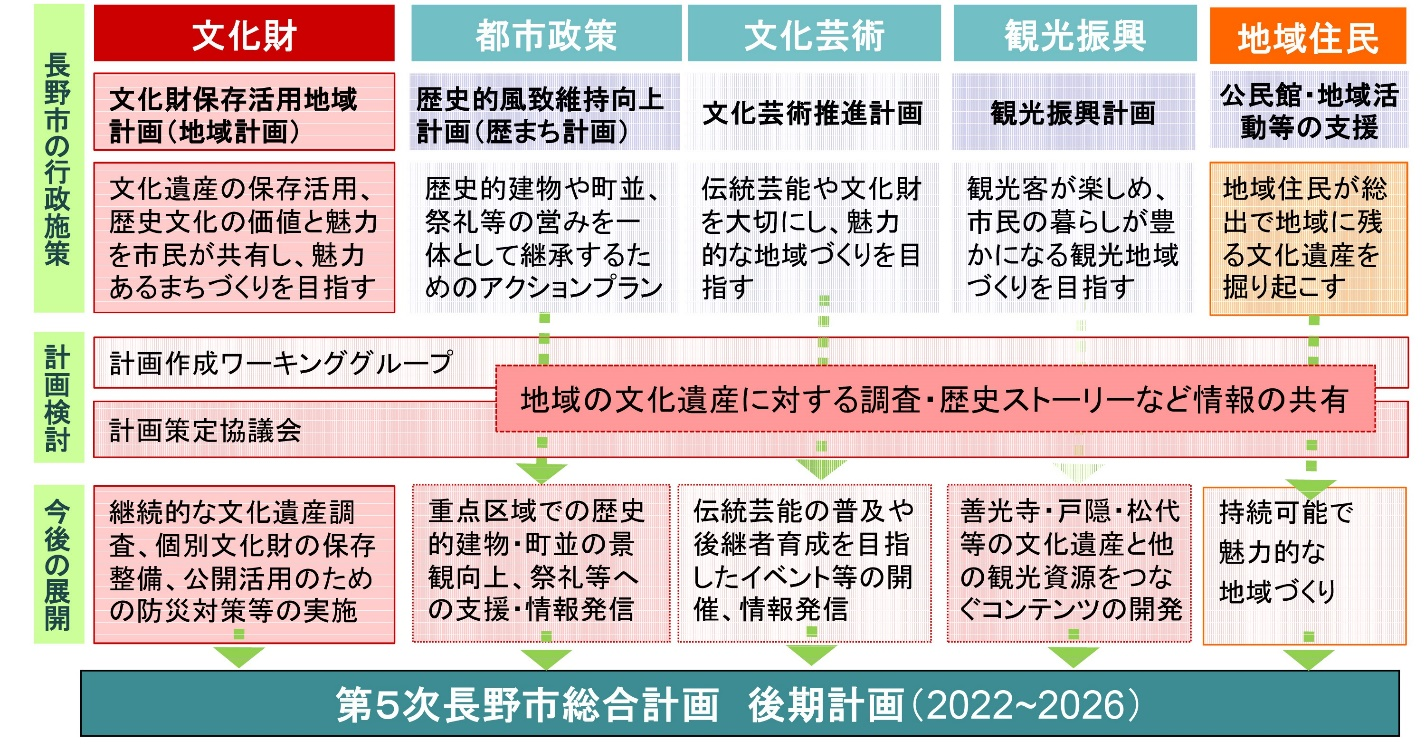 長野市の行政施策
文化財
都市政策
文化芸術
観光振興
地域住民
文化財保存活用地域
計画（地域計画）
歴史的風致維持向上
計画（歴まち計画）
文化芸術推進計画
観光振興計画
公民館・地域活
動等の支援
文化遺産の保存活用、
歴史文化の価値と魅力
を市民が共有し、魅力
あるまちづくりを目指す
歴史的建物や町並、
祭礼等の営みを一
体として継承するた
めのアクションプラン
伝統芸能や文化財
を大切にし、魅力
的な地域づくりを目
指す
観光客が楽しめ、
市民の暮らしが豊
かになる観光地域
づくりを目指す
地域住民が総
出で地域に残
る文化遺産を
掘り起こす
計画検討
計画作成ワーキンググループ
地域の文化遺産に対する調査・歴史ストーリーなど情報の共有
計画策定協議会
今後の展開
継続的な文化遺産調
査、個別文化財の保存
整備、公開活用のため
の防災対策等の実施
重点区域での歴史
的建物・町並の景
観向上、祭礼等へ
の支援・情報発信
伝統芸能の普及や
後継者育成を目指
したイベント等の開
催、情報発信
善光寺・戸隠・松代
等の文化遺産と他
の観光資源をつな
ぐコンテンツの開発
持続可能で
魅力的な
地域づくり
第5次長野市総合計画　後期計画（2022~2026）